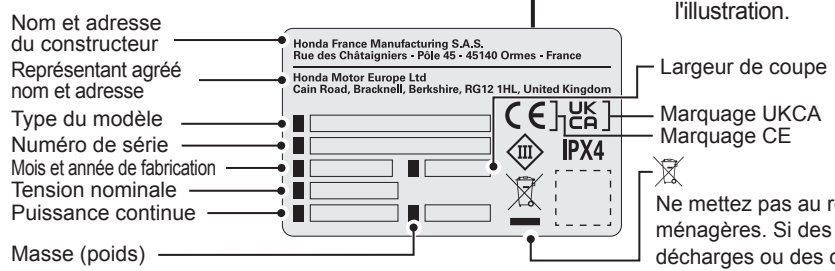 l'illustration.
Nom et adresse
du constructeur
Représentant agréé
nom et adresse
Type du modèle
Numéro de série
Mois et année de fabrication
Tension nominale
Puissance continue
Masse (poids)
Honda France Manufacturing S.A.S.
Rue des Châtaigniers - Pôle 45 - 45140 Ormes - France
Honda Motor Europe Ltd
Cain Road, Bracknell, Berkshire, RG12 1HL, United Kingdom
CE
UK
CA
III
IPX4
Largeur de coupe
Marquage UKCA
Marquage CE
Ne mettez pas au r
ménagères. Si des
décharges ou des